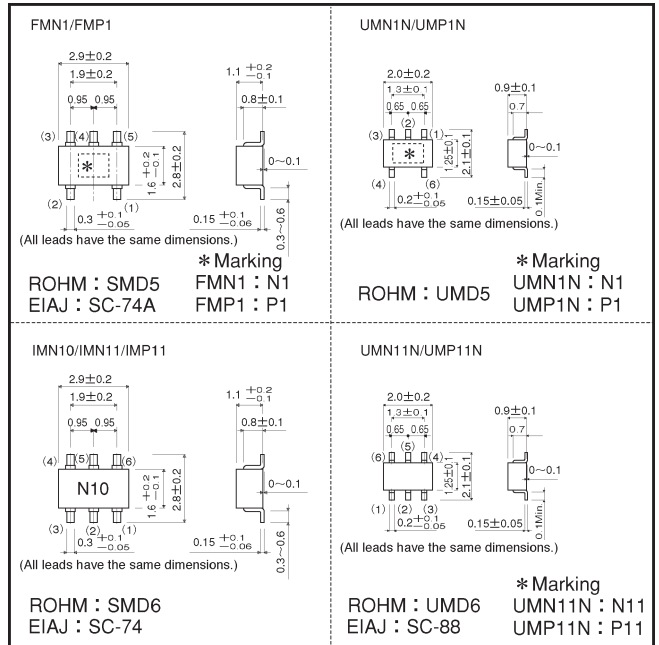 FMN1/FMP1
2.9±0.2
1.9±0.2
0.95 0.95
(3) (4) (5)
*
(2) (1)
1.6 +0.2 −0.1
2.8±0.2
0.3 +0.1 −0.05
1.1 +0.2 −0.1
0.8±0.1
0~0.1
0.15 +0.1 −0.06
0.3~0.6
(All leads have the same dimensions.)
ROHM : SMD5
EIAJ : SC-74A
*Marking
FMN1 : N1
FMP1 : P1
UMN1N/UMP1N
2.0±0.2
1.3±0.1
0.65 0.65
(2)
(3) (1)
*
(4) (6)
1.25±0.1
2.1±0.1
0.2 +0.1 −0.05
0.9±0.1
0.7
0~0.1
0.15±0.05
0.1Min.
(All leads have the same dimensions.)
ROHM : UMD5
*Marking
UMN1N : N1
UMP1N : P1
IMN10/IMN11/IMP11
2.9±0.2
1.9±0.2
0.95 0.95
(4) (5) (6)
N10
(3) (2) (1)
1.6 +0.2 −0.1
2.8±0.2
0.3 +0.1 −0.05
1.1 +0.2 −0.1
0.8±0.1
0~0.1
0.15 +0.1 −0.06
0.3~0.6
(All leads have the same dimensions.)
ROHM : SMD6
EIAJ : SC-74
UMN11N/UMP11N
2.0±0.2
1.3±0.1
0.65 0.65
(5)
(6) (4)
(1) (2) (3)
1.25±0.1
2.1±0.1
0.2 +0.1 −0.05
0.9±0.1
0.7
0~0.1
0.15±0.05
0.1Min.
(All leads have the same dimensions.)
ROHM : UMD6
EIAJ : SC-88
*Marking
UMN11N : N11
UMP11N : P11